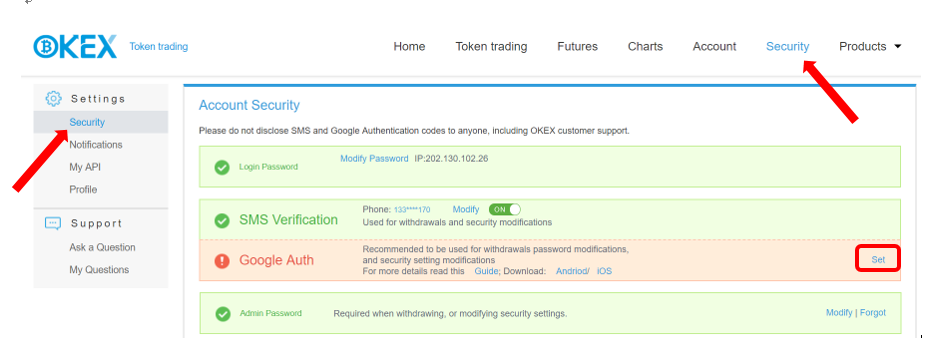 OKEX Token trading Home Token trading Futures Charts Account Security Products
Settings
Security
Notifications
My API
Profile
Support
Ask a Question
My Questions
Account Security
Please do not disclose SMS and Google Authentication codes to anyone, including OKEX customer support.
Login Password Modify Password IP:202.130.102.26
SMS Verification Phone: 133****170 Modify ON
Used for withdrawals and security modifications
Google Auth Recommended to be used for withdrawals password modifications,
and security setting modifications
For more details read this Guide; Download: Andriod/ iOS
Set
Admin Password Required when withdrawing, or modifying security settings. Modify | Forgot